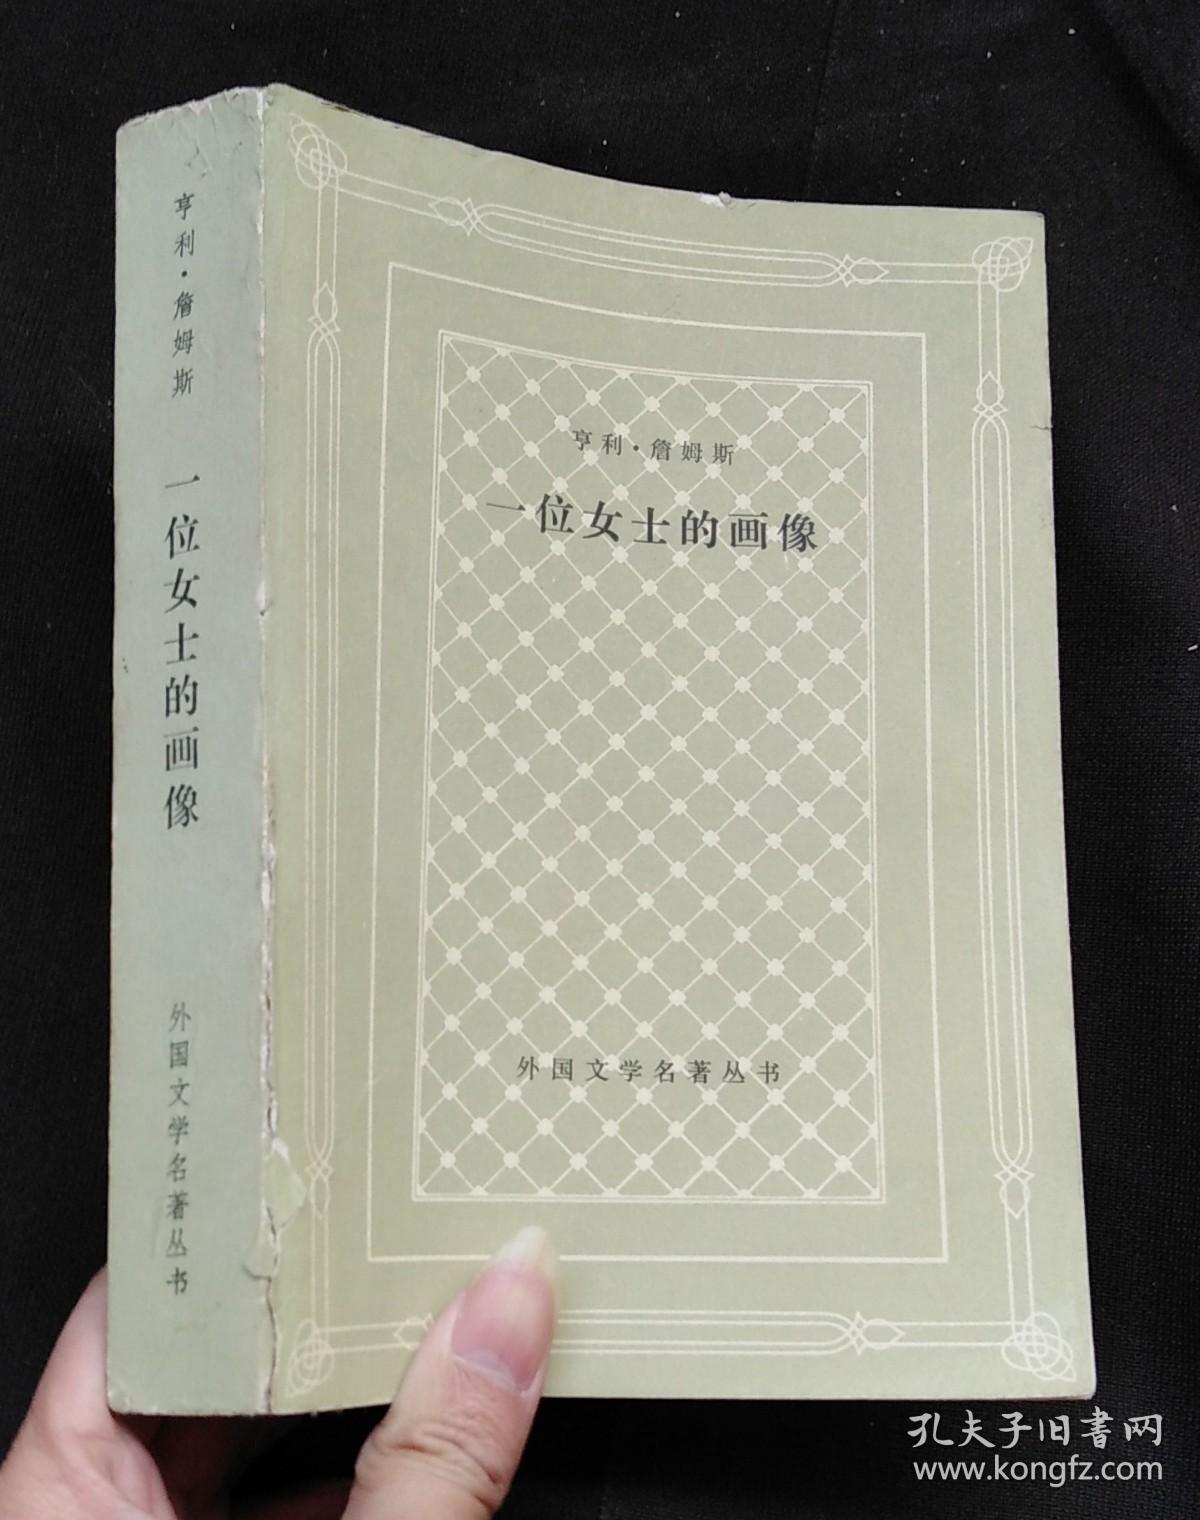 亨利·詹姆斯
一位女士的画像
外国文学名著丛书
亨利·詹姆斯
一位女士的画像
外国文学名著丛书
孔夫子旧书网
www.kongfz.com